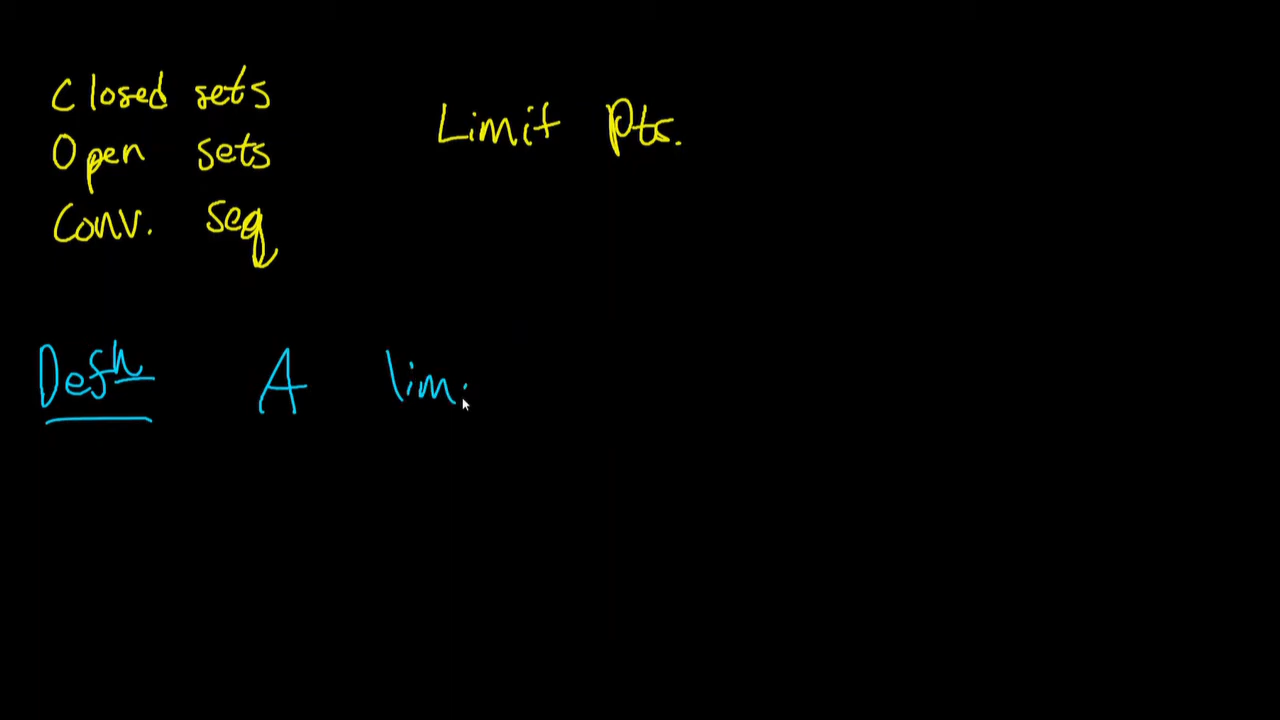 Closed sets
Open sets
Conv. seq
Limit Pts.
Defn A lim